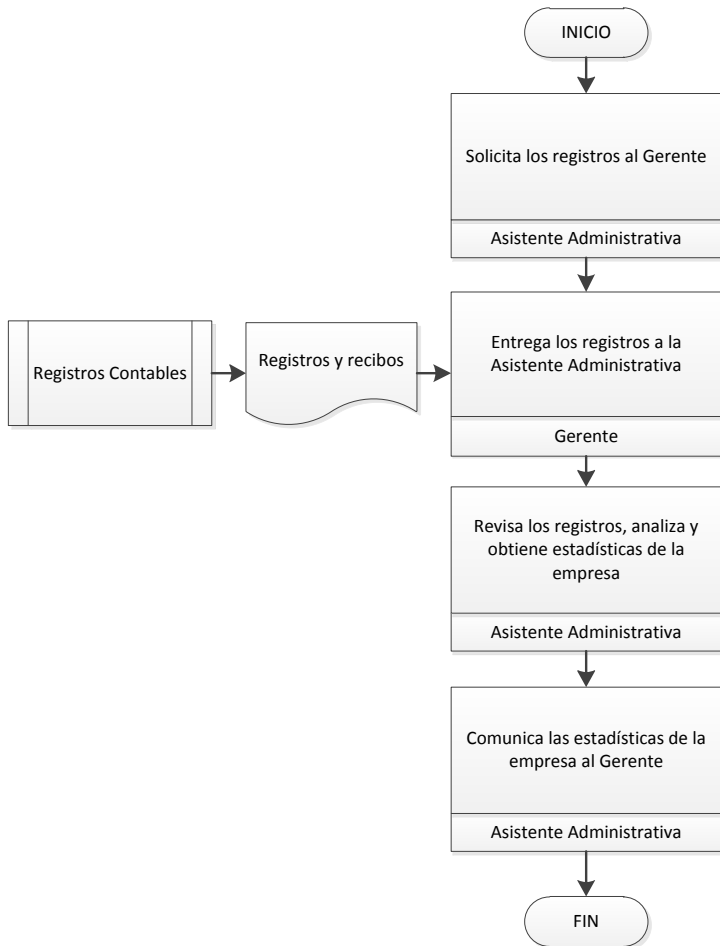 INICIO
Solicita los registros al Gerente
Asistente Administrativa
Registros Contables
Registros y recibos
Entrega los registros a la
Asistente Administrativa
Gerente
Revisa los registros, analiza y
obtiene estadísticas de la
empresa
Asistente Administrativa
Comunica las estadísticas de la
empresa al Gerente
Asistente Administrativa
FIN